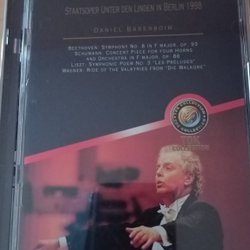 STAATSOPER UNTER DEN LINDEN IN BERLIN 1998
DANIEL BARENBOIM
BEETHOVEN: SYMPHONY NO. 8 IN F MAJOR, OP. 93
SCHUMANN: CONCERT PIECE FOR FOUR HORNS
AND ORCHESTRA IN F MAJOR, OP. 86
LISZT: SYMPHONIC POEM NO. 3 "LES PRELUDES"
WAGNER: RIDE OF THE VALKYRIES FROM "DIE WALKÜRE"
COLLECTION